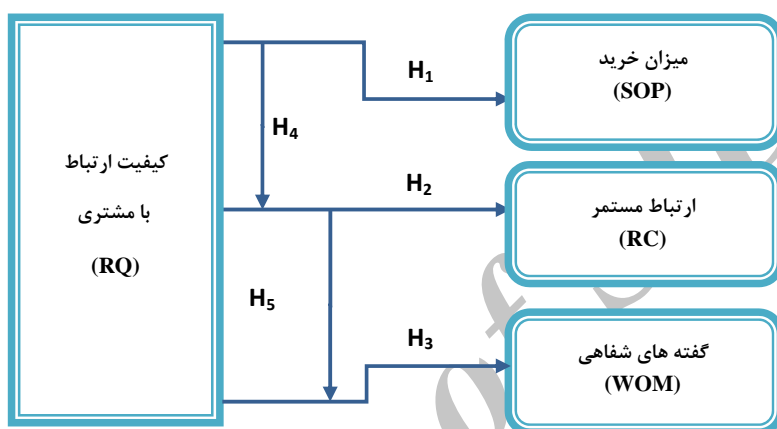 کیفیت ارتباط
با مشتری
(RQ)
H1
H4
H2
H5
H3
میزان خرید
(SOP)
ارتباط مستمر
(RC)
گفته های شفاهی
(WOM)